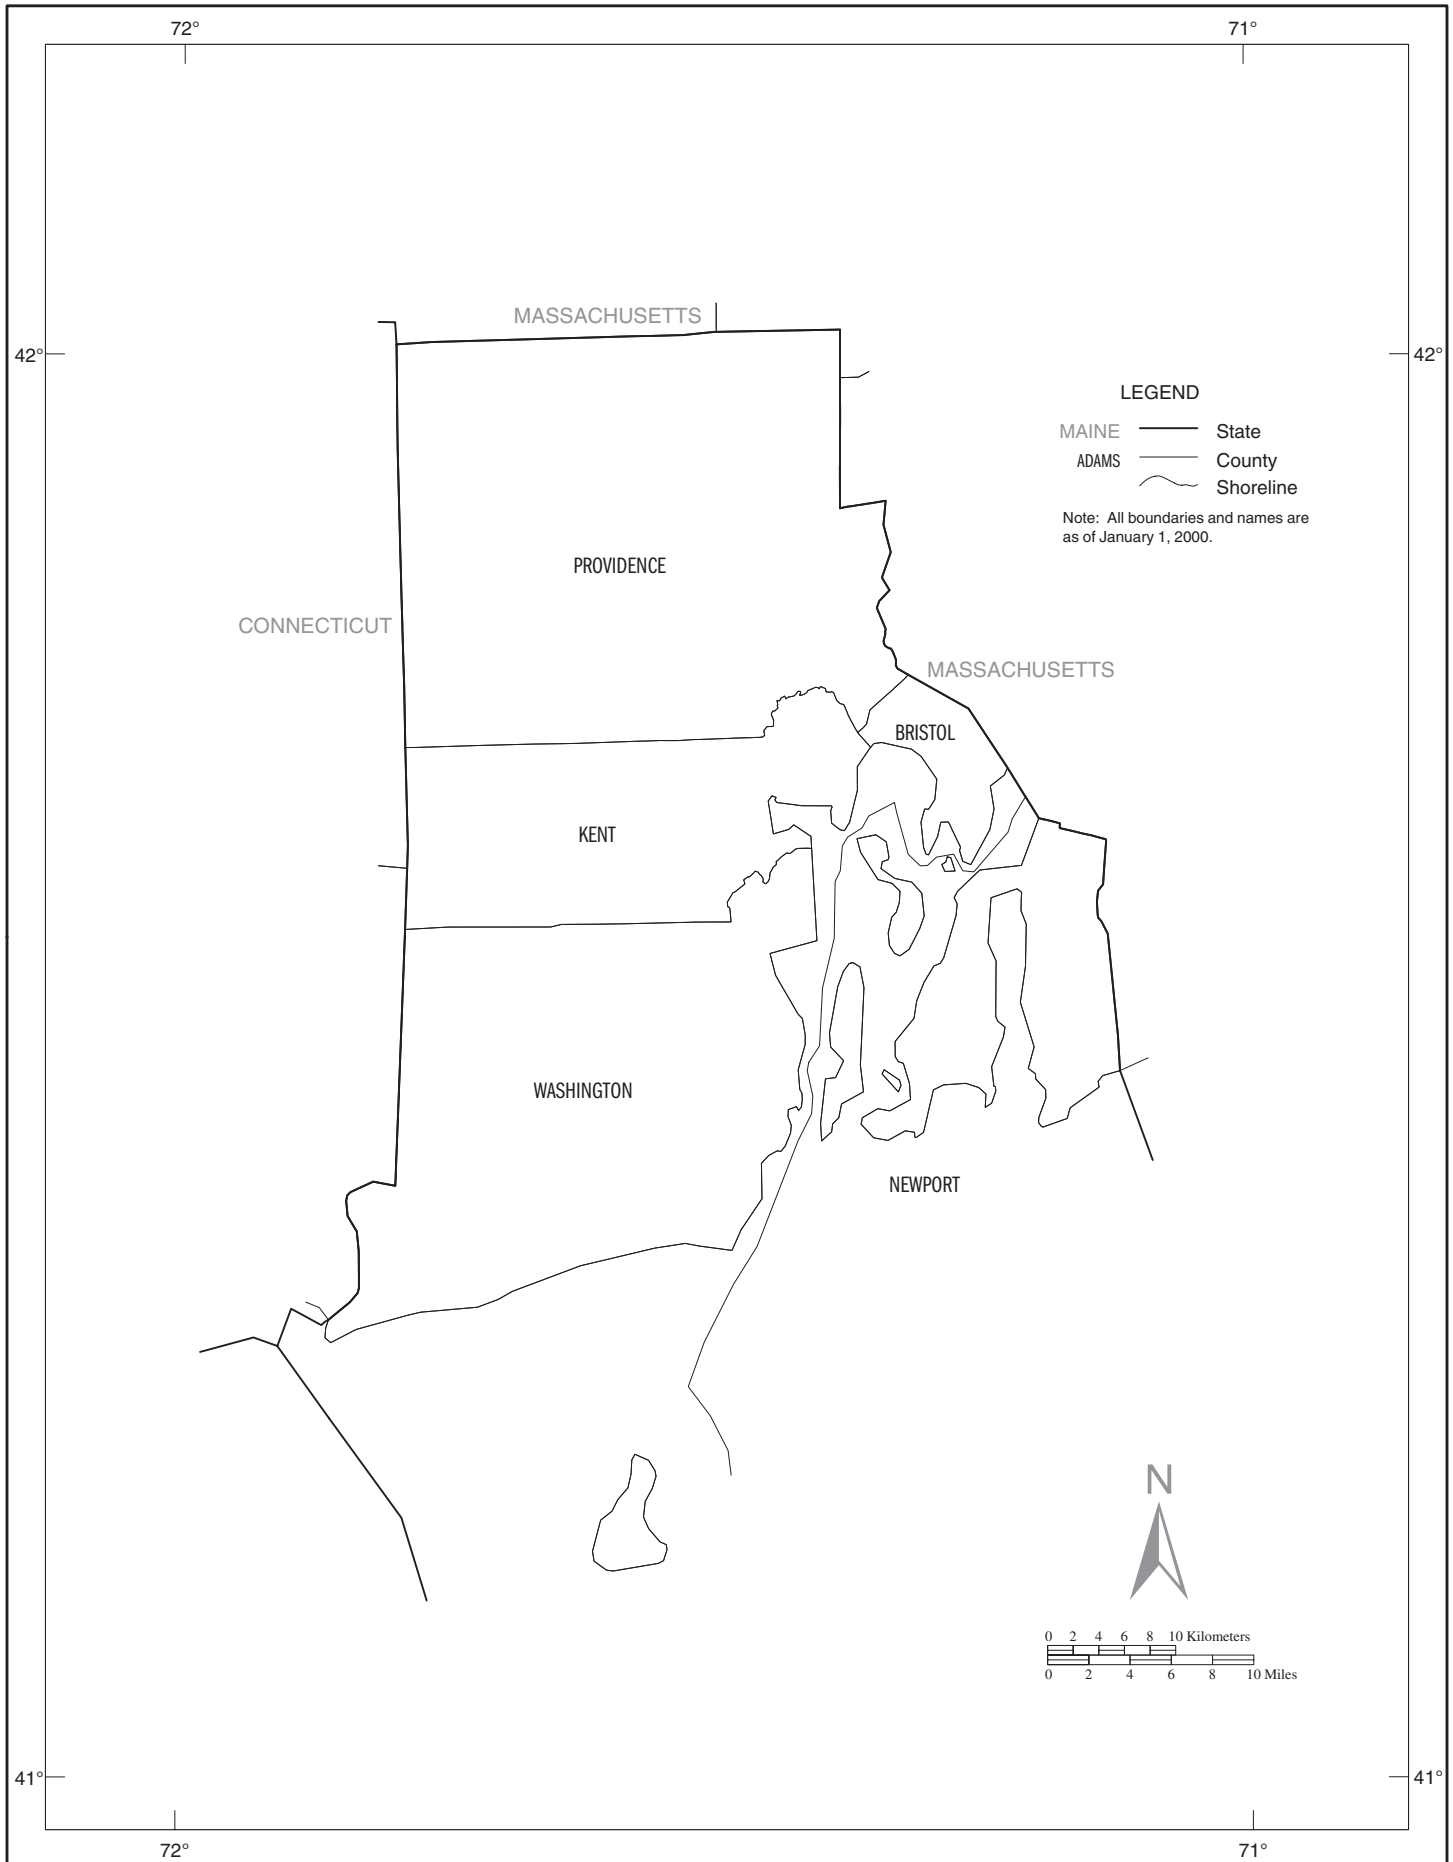 72°
71°
MASSACHUSETTS
42°
42°
LEGEND
MAINE State
ADAMS County
Shoreline
Note: All boundaries and names are
as of January 1, 2000.
PROVIDENCE
CONNECTICUT
MASSACHUSETTS
BRISTOL
KENT
WASHINGTON
NEWPORT
N
0 2 4 6 8 10 Kilometers
0 2 4 6 8 10 Miles
41°
41°
72°
71°